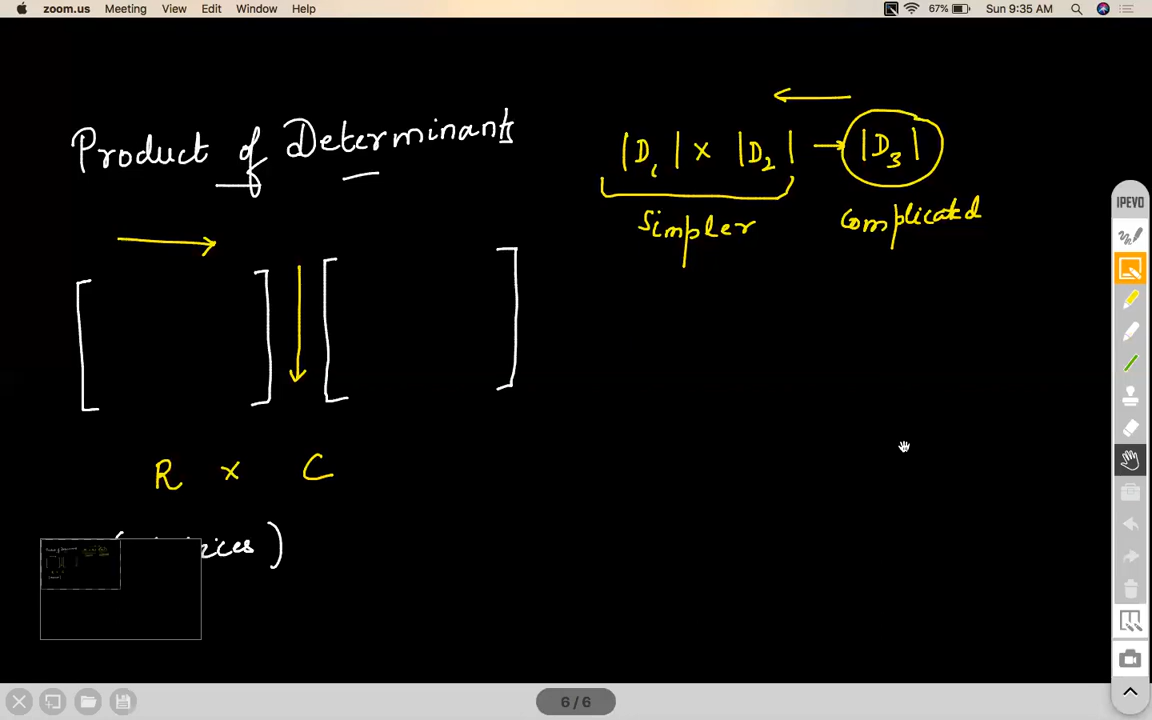 zoom.us Meeting View Edit Window Help 67% Sun 9:35 AM
Product of Determinants
|D₁| × |D₂| → |D₃|
Simpler
Complicated
IPEVO
R × C
6 / 6